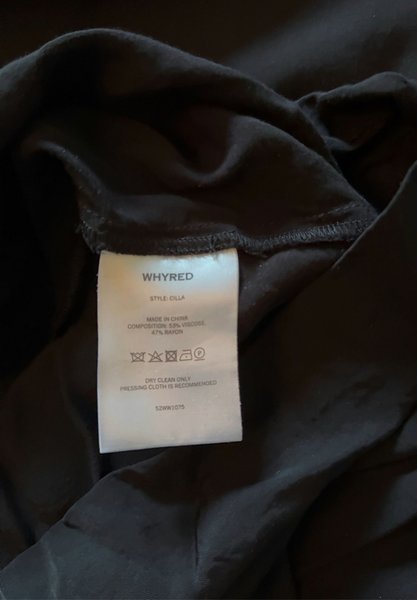 WHYRED
STYLE: CILLA
MADE IN CHINA
COMPOSITION: 53% VISCOSE,
47% RAYON
DRY CLEAN ONLY
PRESSING CLOTH IS RECOMMENDED
52WW1075